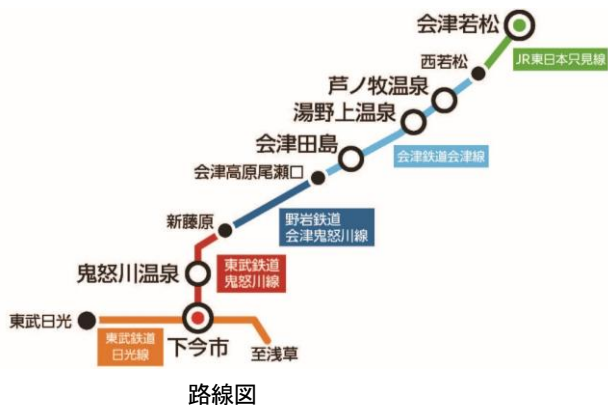 会津若松
JR東日本只見線
西若松
芦ノ牧温泉
湯野上温泉
会津田島
会津鉄道会津線
会津高原尾瀬口
新藤原
野岩鉄道
会津鬼怒川線
鬼怒川温泉
東武鉄道
鬼怒川線
東武日光
東武鉄道
日光線
下今市
至浅草
路線図